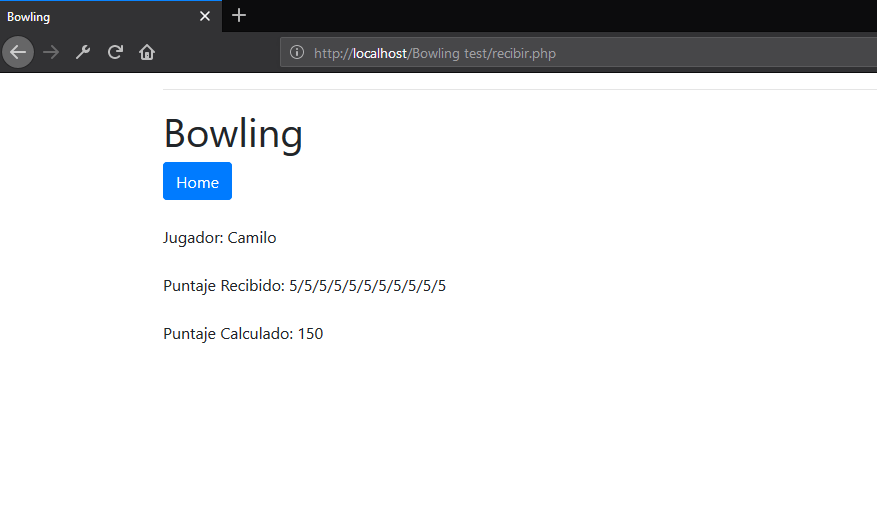 Bowling
http://localhost/Bowling test/recibir.php
Bowling
Home
Jugador: Camilo
Puntaje Recibido: 5/5/5/5/5/5/5/5/5/5/5
Puntaje Calculado: 150